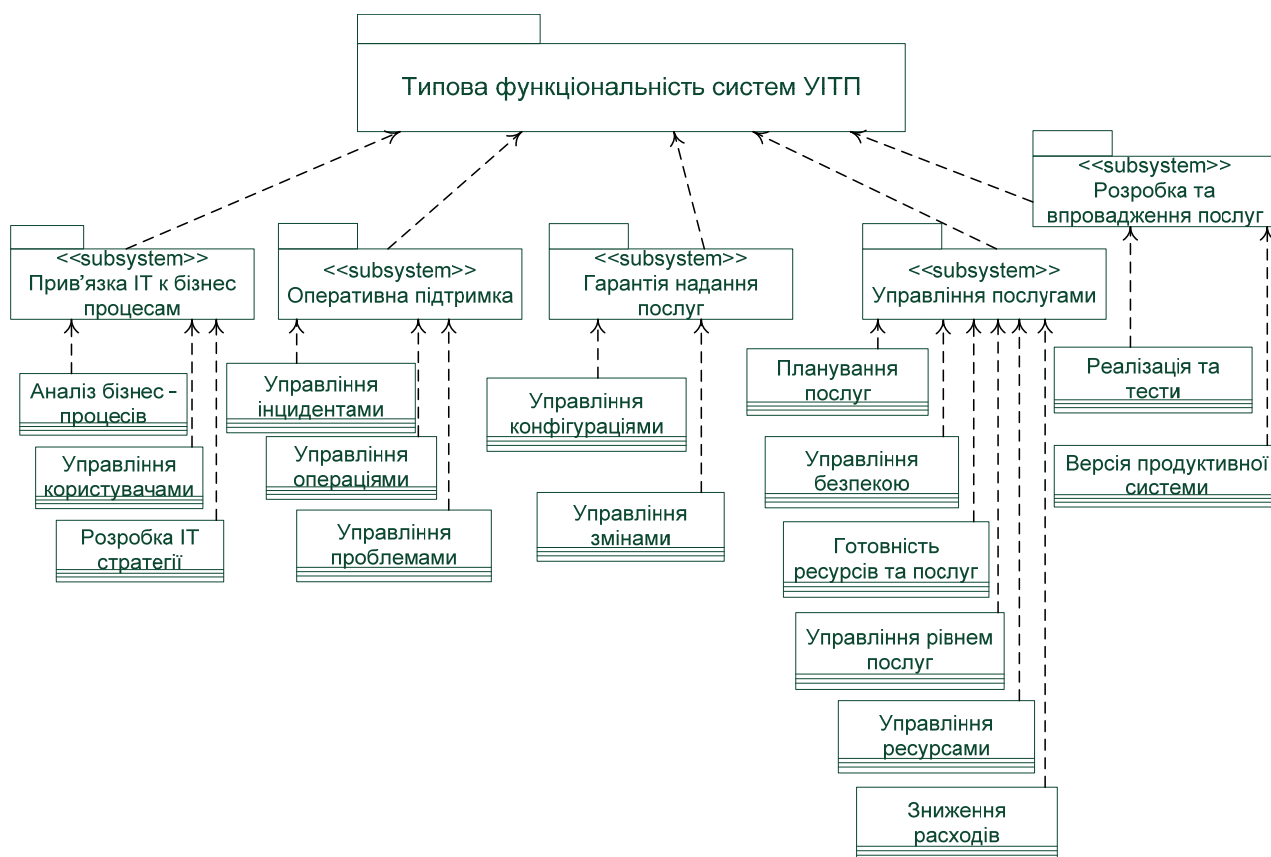 Типова функціональність систем УІТП
<<subsystem>>
Прив’язка ІТ к бізнес
процесам
Аналіз бізнес –
процесів
Управління
користувачами
Розробка ІТ
стратегії
<<subsystem>>
Оперативна підтримка
Управління
інцидентами
Управління
операціями
Управління
проблемами
<<subsystem>>
Гарантія надання
послуг
Управління
конфігураціями
Управління
змінами
<<subsystem>>
Управління послугами
Планування
послуг
Управління
безпекою
Готовність
ресурсів та послуг
Управління рівнем
послуг
Управління
ресурсами
Зниження
расходів
<<subsystem>>
Розробка та
впровадження послуг
Реалізація та
тести
Версія продуктивної
системи